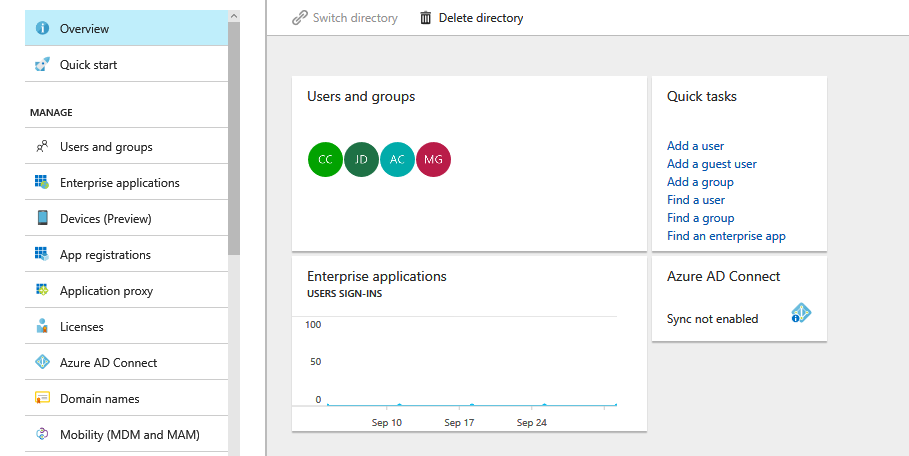 Overview
Quick start
MANAGE
Users and groups
Enterprise applications
Devices (Preview)
App registrations
Application proxy
Licenses
Azure AD Connect
Domain names
Mobility (MDM and MAM)
Switch directory
Delete directory
Users and groups
CC JD AC MG
Quick tasks
Add a user
Add a guest user
Add a group
Find a user
Find a group
Find an enterprise app
Enterprise applications
USERS SIGN-INS
100
50
0
Sep 10 Sep 17 Sep 24
Azure AD Connect
Sync not enabled